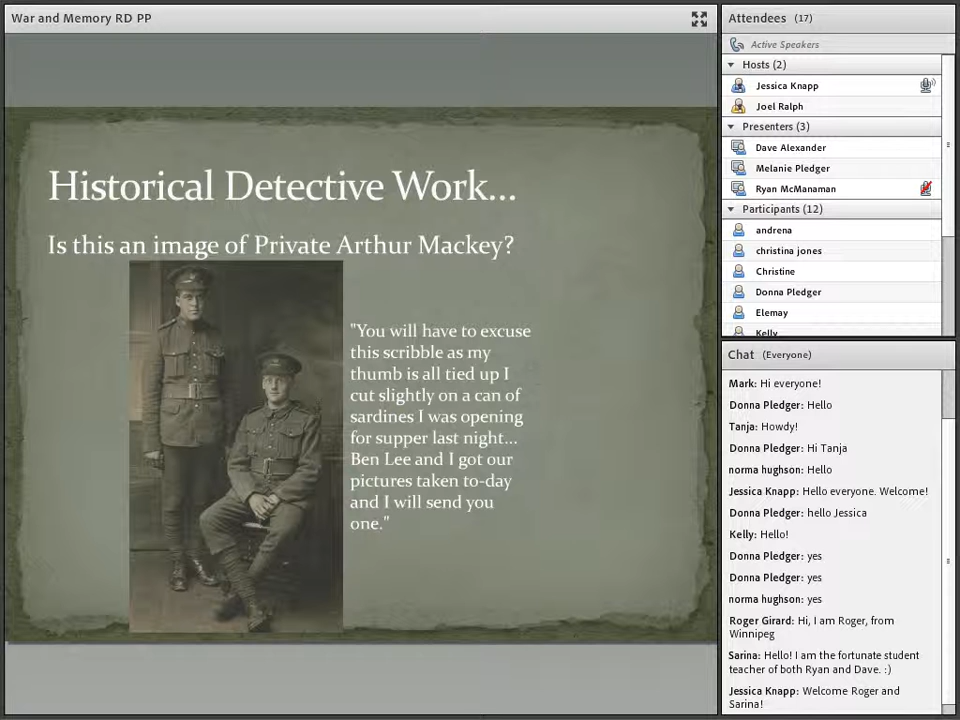 War and Memory RD PP
Historical Detective Work...
Is this an image of Private Arthur Mackey?
"You will have to excuse
this scribble as my
thumb is all tied up I
cut slightly on a can of
sardines I was opening
for supper last night...
Ben Lee and I got our
pictures taken to-day
and I will send you
one."
Attendees (17)
Active Speakers
Hosts (2)
Jessica Knapp
Joel Ralph
Presenters (3)
Dave Alexander
Melanie Pledger
Ryan McManaman
Participants (12)
andrena
christina jones
Christine
Donna Pledger
Elemay
Kelly
Chat (Everyone)
Mark: Hi everyone!
Donna Pledger: Hello
Tanja: Howdy!
Donna Pledger: Hi Tanja
norma hughson: Hello
Jessica Knapp: Hello everyone. Welcome!
Donna Pledger: hello Jessica
Kelly: Hello!
Donna Pledger: yes
Donna Pledger: yes
norma hughson: yes
Roger Girard: Hi, I am Roger, from
Winnipeg
Sarina: Hello! I am the fortunate student
teacher of both Ryan and Dave. :)
Jessica Knapp: Welcome Roger and
Sarina!